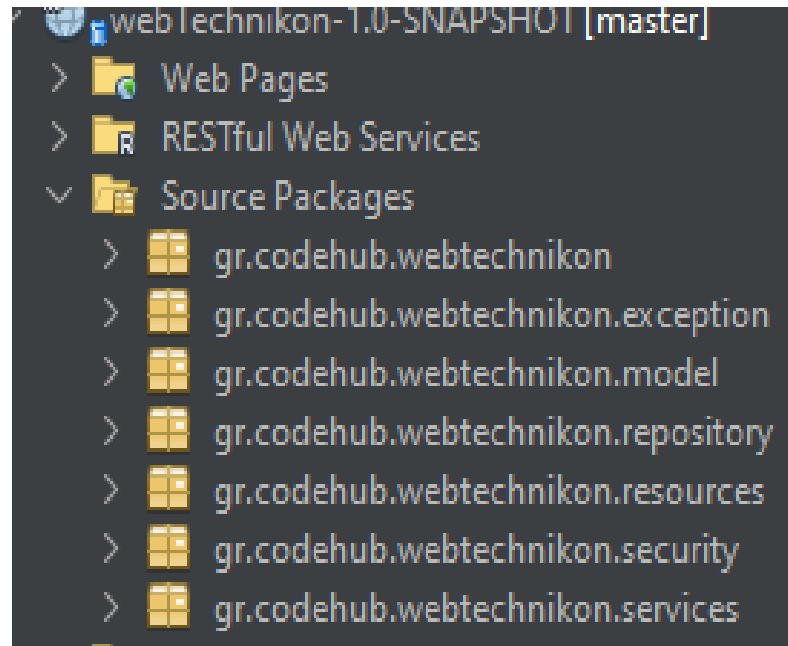 webTechnikon-1.0-SNAPSHOT [master]
Web Pages
RESTful Web Services
Source Packages
gr.codehub.webtechnikon
gr.codehub.webtechnikon.exception
gr.codehub.webtechnikon.model
gr.codehub.webtechnikon.repository
gr.codehub.webtechnikon.resources
gr.codehub.webtechnikon.security
gr.codehub.webtechnikon.services